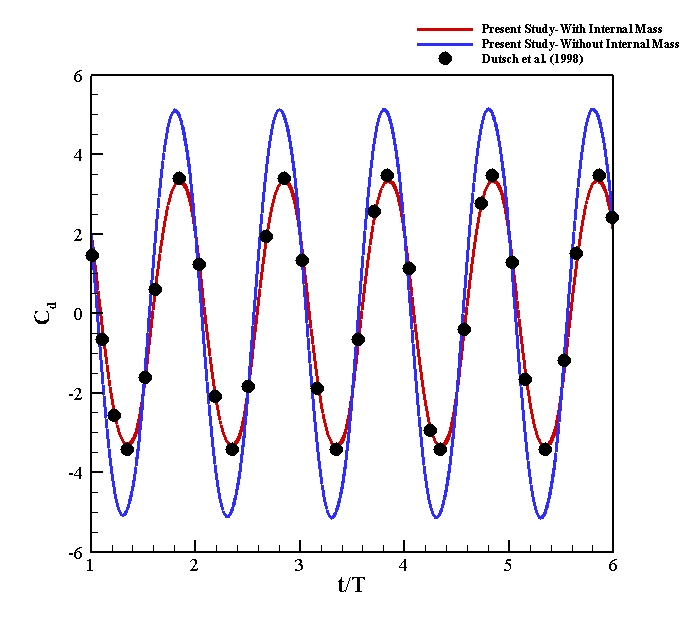 Present Study-With Internal Mass
Present Study-Without Internal Mass
Dutsch et al. (1998)
6
4
2
0
-2
-4
-6
C_d
1 2 3 4 5 6
t/T